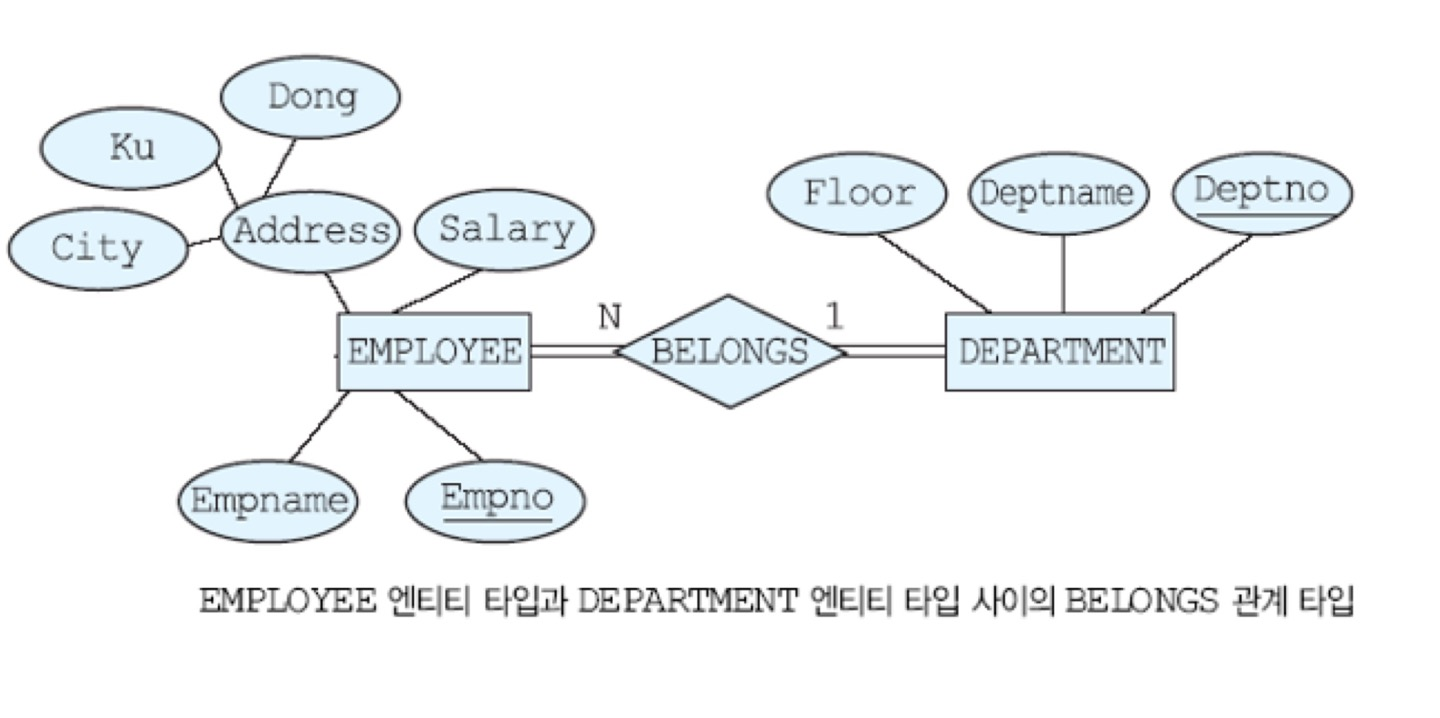 Dong
Ku
City
Address
Salary
Floor
Deptname
Deptno
N
1
EMPLOYEE
BELONGS
DEPARTMENT
Empname
Empno
EMPLOYEE 엔티티 타입과 DEPARTMENT 엔티티 타입 사이의 BELONGS 관계 타입